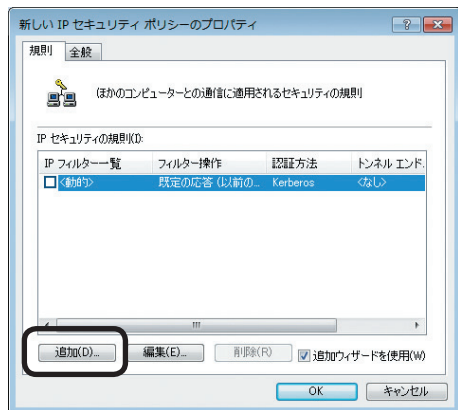 新しい IP セキュリティ ポリシーのプロパティ
規則 全般
ほかのコンピューターとの通信に適用されるセキュリティの規則
IP セキュリティの規則(I):
IP フィルター一覧 フィルター操作 認証方法 トンネル エンド.
<動的> 既定の応答 (以前の... Kerberos <なし>
追加(D)... 編集(E)... 削除(R) 追加ウィザードを使用(W)
OK キャンセル